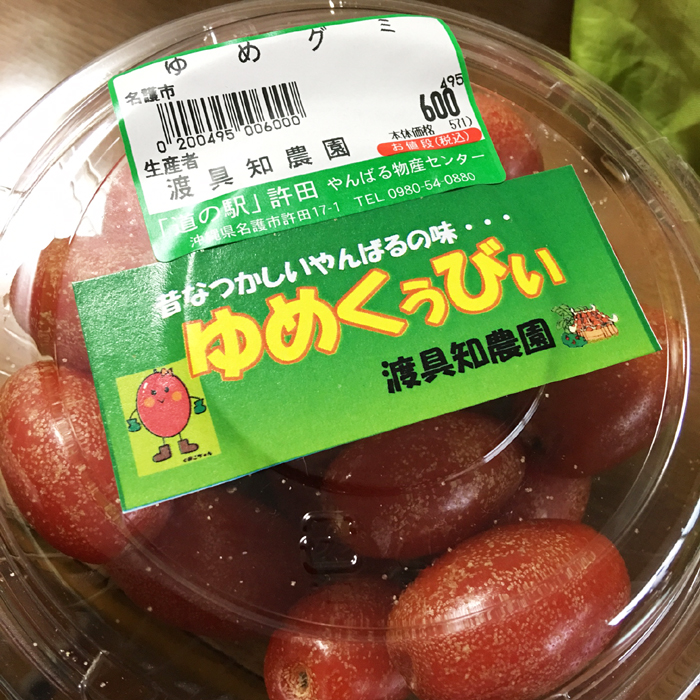 ゆめグミ
名護市
495
600
0 200495 006000
本体価格 571)
お値段(税込)
生産者
渡具知農園
「道の駅」許田 やんばる物産センター
沖縄県名護市許田17-1 TEL 0980-54-0880
昔なつかしいやんばるの味・・・
ゆめくぅびぃ
渡具知農園